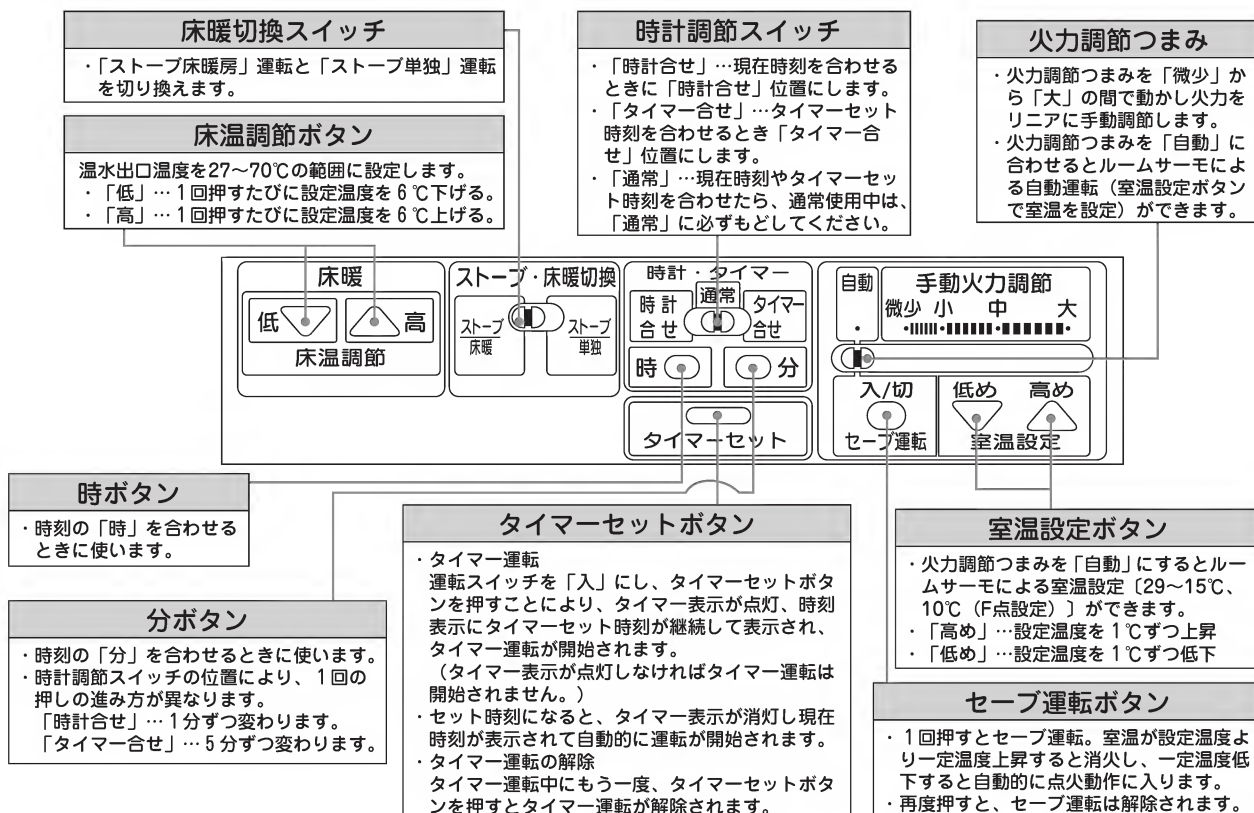 床暖切換スイッチ
・「ストーブ床暖房」運転と「ストーブ単独」運転
を切り換えます。
床温調節ボタン
温水出口温度を27～70℃の範囲に設定します。
・「低」…1回押すたびに設定温度を6℃下げる。
・「高」…1回押すたびに設定温度を6℃上げる。
時計調節スイッチ
・「時計合せ」…現在時刻を合わせる
ときに「時計合せ」位置にします。
・「タイマー合せ」…タイマーセット
時刻を合わせるとき「タイマー合
せ」位置にします。
・「通常」…現在時刻やタイマーセッ
ト時刻を合わせたら、通常使用中は、
「通常」に必ずもどしてください。
火力調節つまみ
・火力調節つまみを「微少」か
ら「大」の間で動かし火力を
リニアに手動調節します。
・火力調節つまみを「自動」に
合わせるとルームサーモによ
る自動運転（室温設定ボタン
で室温を設定）ができます。
床暖
低
高
床温調節
ストーブ・床暖切換
ストーブ
床暖
ストーブ
単独
時計・タイマー
時計
合せ
通常
タイマー
合せ
時
分
タイマーセット
自動
手動火力調節
微少 小 中 大
入/切
セーブ運転
低め 高め
室温設定
時ボタン
・時刻の「時」を合わせる
ときに使います。
分ボタン
・時刻の「分」を合わせるときに使います。
・時計調節スイッチの位置により、1回の
押しの進み方が異なります。
「時計合せ」…1分ずつ変わります。
「タイマー合せ」…5分ずつ変わります。
タイマーセットボタン
・タイマー運転
運転スイッチを「入」にし、タイマーセットボタ
ンを押すことにより、タイマー表示が点灯、時刻
表示にタイマーセット時刻が継続して表示され、
タイマー運転が開始されます。
（タイマー表示が点灯しなければタイマー運転は
開始されません。）
・セット時刻になると、タイマー表示が消灯し現在
時刻が表示されて自動的に運転が開始されます。
・タイマー運転の解除
タイマー運転中にもう一度、タイマーセットボタ
ンを押すとタイマー運転が解除されます。
室温設定ボタン
・火力調節つまみを「自動」にするとルー
ムサーモによる室温設定〔29～15℃、
10℃（F点設定）〕ができます。
・「高め」…設定温度を1℃ずつ上昇
・「低め」…設定温度を1℃ずつ低下
セーブ運転ボタン
・1回押すとセーブ運転。室温が設定温度よ
り一定温度上昇すると消火し、一定温度低
下すると自動的に点火動作に入ります。
・再度押すと、セーブ運転は解除されます。